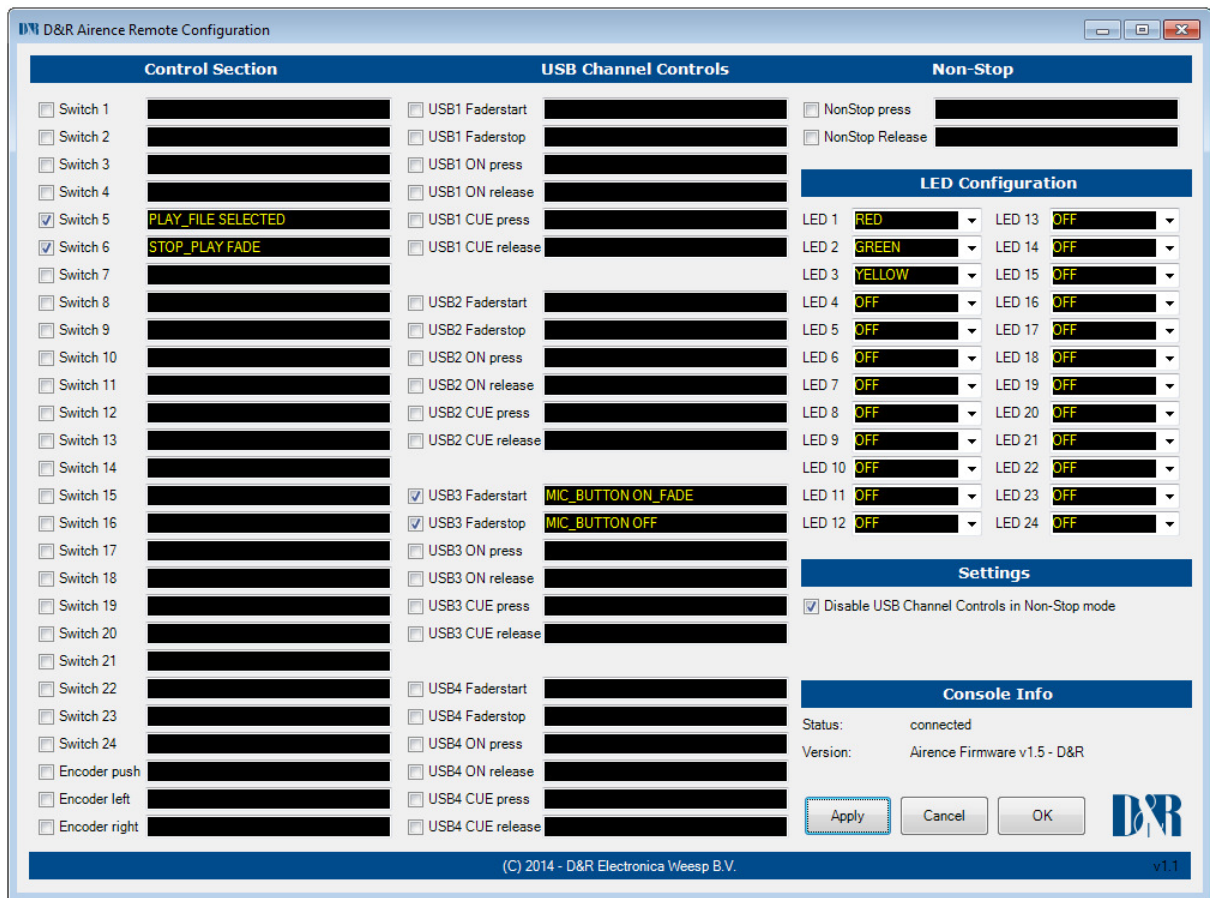 D&R D&R Airence Remote Configuration
Control Section
Switch 1
Switch 2
Switch 3
Switch 4
Switch 5 PLAY_FILE SELECTED
Switch 6 STOP_PLAY FADE
Switch 7
Switch 8
Switch 9
Switch 10
Switch 11
Switch 12
Switch 13
Switch 14
Switch 15
Switch 16
Switch 17
Switch 18
Switch 19
Switch 20
Switch 21
Switch 22
Switch 23
Switch 24
Encoder push
Encoder left
Encoder right
USB Channel Controls
USB1 Faderstart
USB1 Faderstop
USB1 ON press
USB1 ON release
USB1 CUE press
USB1 CUE release
USB2 Faderstart
USB2 Faderstop
USB2 ON press
USB2 ON release
USB2 CUE press
USB2 CUE release
USB3 Faderstart MIC_BUTTON ON_FADE
USB3 Faderstop MIC_BUTTON OFF
USB3 ON press
USB3 ON release
USB3 CUE press
USB3 CUE release
USB4 Faderstart
USB4 Faderstop
USB4 ON press
USB4 ON release
USB4 CUE press
USB4 CUE release
Non-Stop
NonStop press
NonStop Release
LED Configuration
LED 1 RED LED 13 OFF
LED 2 GREEN LED 14 OFF
LED 3 YELLOW LED 15 OFF
LED 4 OFF LED 16 OFF
LED 5 OFF LED 17 OFF
LED 6 OFF LED 18 OFF
LED 7 OFF LED 19 OFF
LED 8 OFF LED 20 OFF
LED 9 OFF LED 21 OFF
LED 10 OFF LED 22 OFF
LED 11 OFF LED 23 OFF
LED 12 OFF LED 24 OFF
Settings
Disable USB Channel Controls in Non-Stop mode
Console Info
Status: connected
Version: Airence Firmware v1.5 - D&R
Apply Cancel OK D&R
(C) 2014 - D&R Electronica Weesp B.V. v1.1